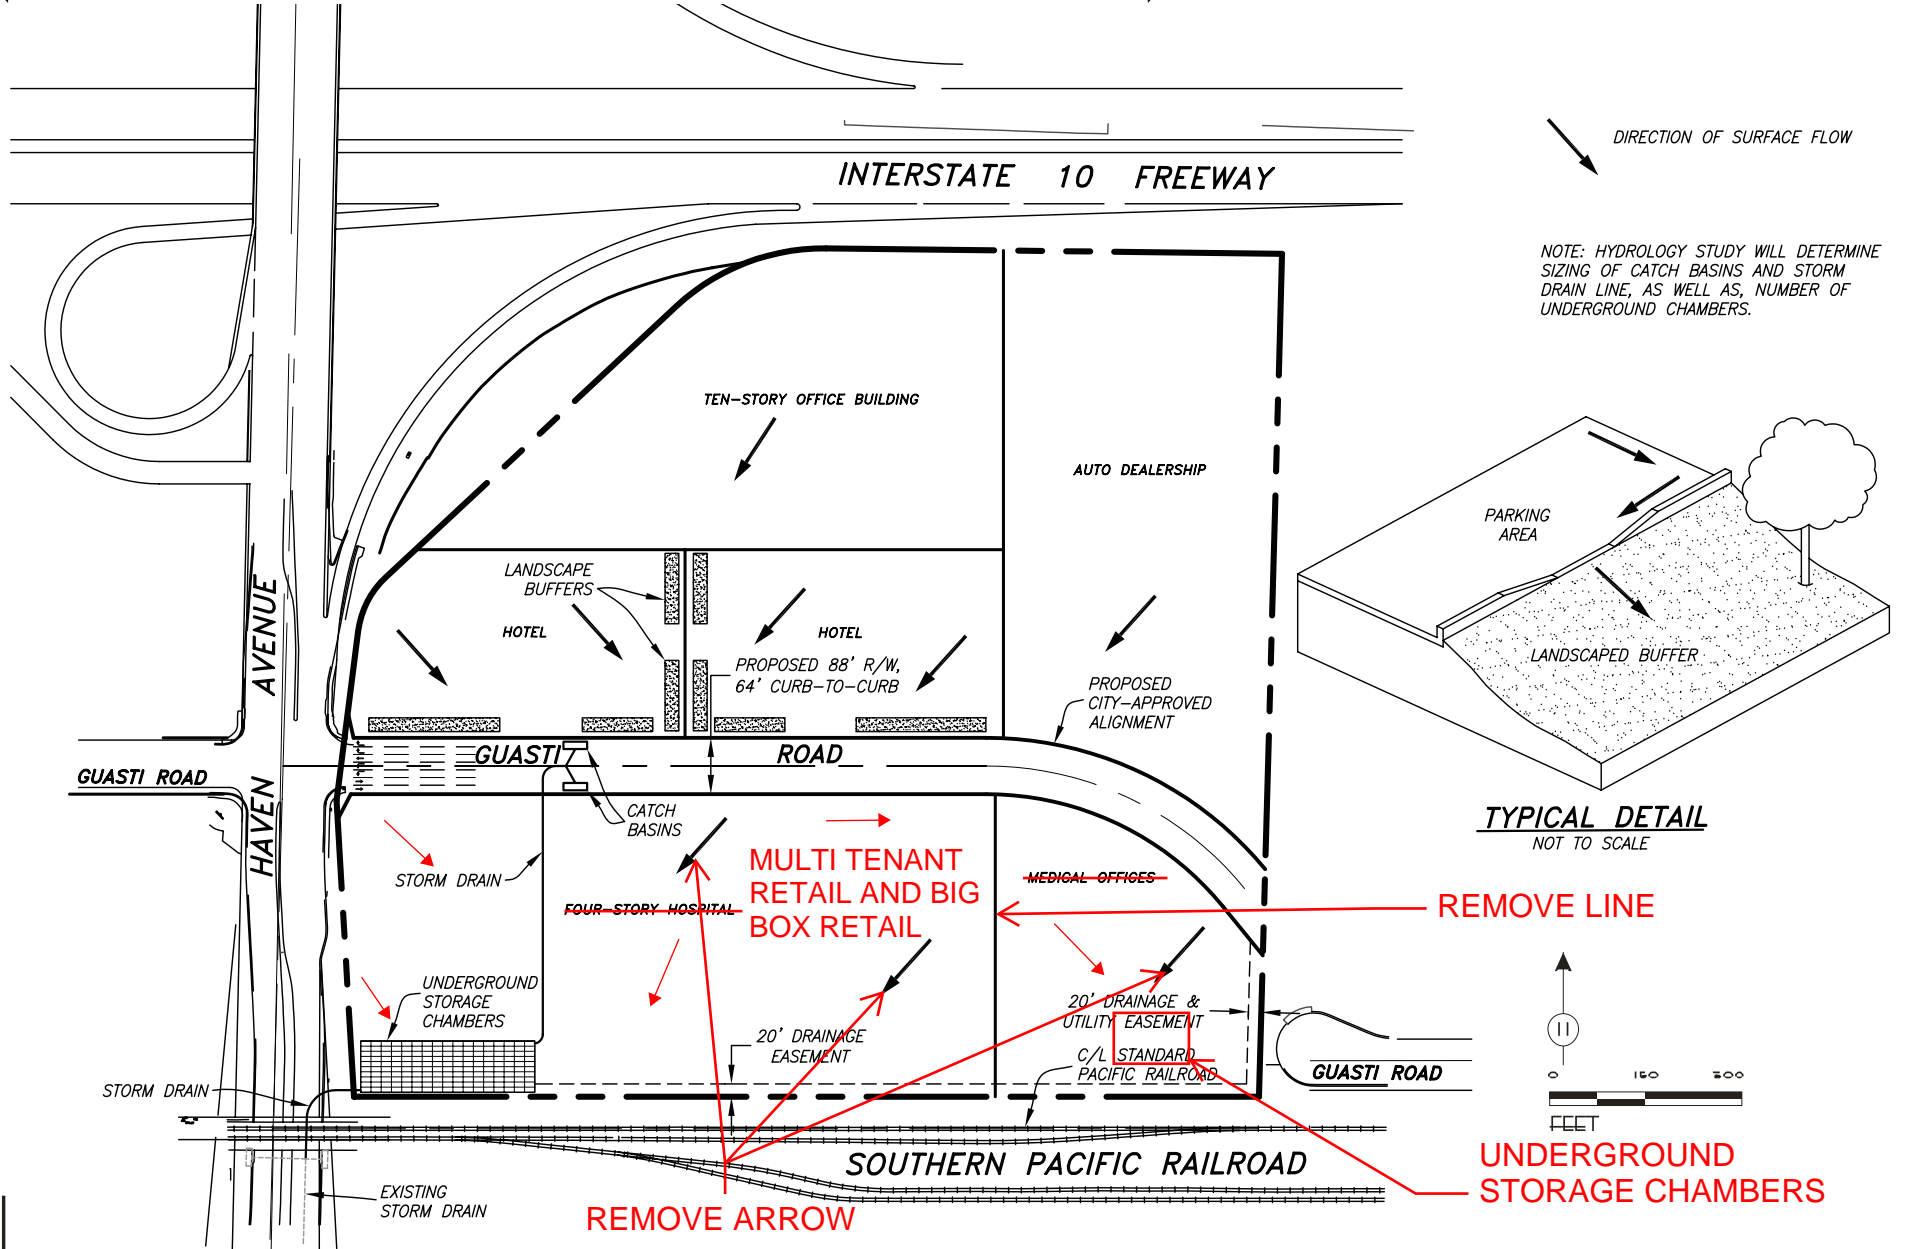 INTERSTATE 10 FREEWAY
DIRECTION OF SURFACE FLOW
NOTE: HYDROLOGY STUDY WILL DETERMINE
SIZING OF CATCH BASINS AND STORM
DRAIN LINE, AS WELL AS, NUMBER OF
UNDERGROUND CHAMBERS.
TEN-STORY OFFICE BUILDING
AUTO DEALERSHIP
PARKING
AREA
LANDSCAPED BUFFER
TYPICAL DETAIL
NOT TO SCALE
LANDSCAPE
BUFFERS
HOTEL
HOTEL
PROPOSED 88' R/W,
64' CURB-TO-CURB
PROPOSED
CITY-APPROVED
ALIGNMENT
HAVEN AVENUE
GUASTI ROAD
GUASTI ROAD
CATCH
BASINS
STORM DRAIN
FOUR-STORY HOSPITAL
MULTI TENANT
RETAIL AND BIG
BOX RETAIL
MEDICAL OFFICES
REMOVE LINE
UNDERGROUND
STORAGE
CHAMBERS
20' DRAINAGE
EASEMENT
20' DRAINAGE &
UTILITY EASEMENT
C/L STANDARD
PACIFIC RAILROAD
GUASTI ROAD
STORM DRAIN
0 150 300
FEET
SOUTHERN PACIFIC RAILROAD
UNDERGROUND
STORAGE CHAMBERS
EXISTING
STORM DRAIN
REMOVE ARROW